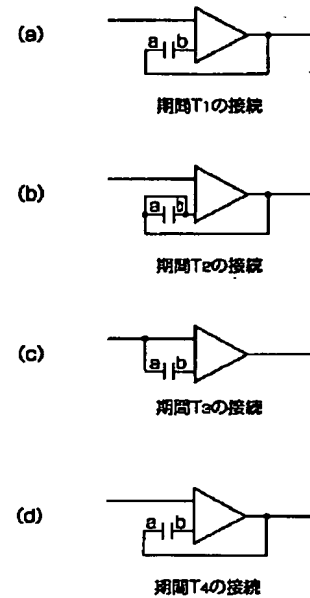 (a)
a b
期間T1の接続
(b)
a b
期間T2の接続
(c)
a b
期間T3の接続
(d)
a b
期間T4の接続